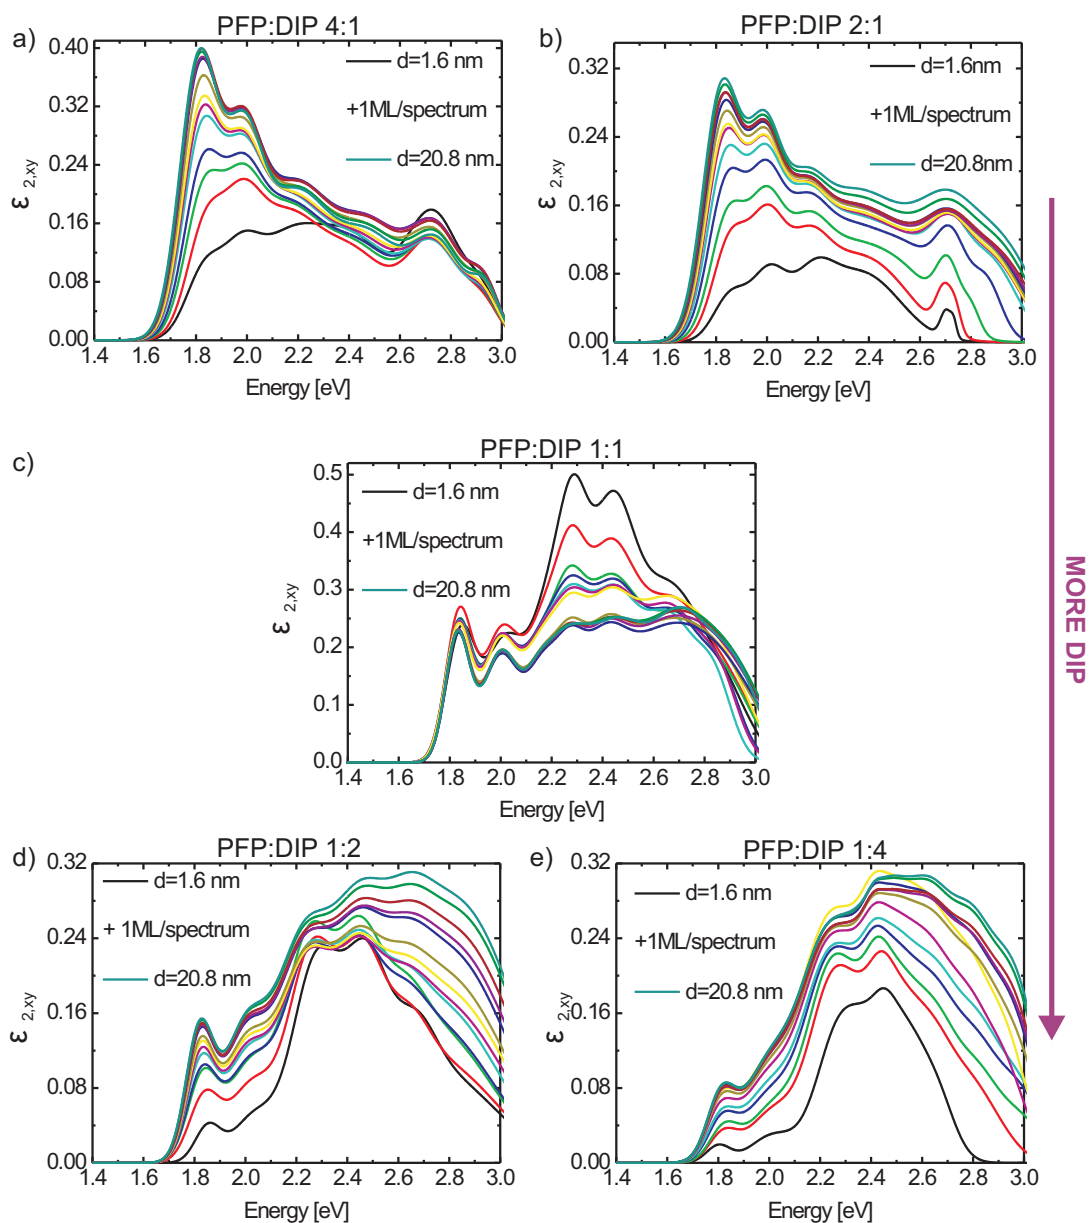 a)
PFP:DIP 4:1
0.40
0.32
0.24
0.16
0.08
0.00
ε 2,xy
d=1.6 nm
+1ML/spectrum
d=20.8 nm
1.4 1.6 1.8 2.0 2.2 2.4 2.6 2.8 3.0
Energy [eV]
b)
PFP:DIP 2:1
0.32
0.24
0.16
0.08
0.00
ε 2,xy
d=1.6nm
+1ML/spectrum
d=20.8nm
1.4 1.6 1.8 2.0 2.2 2.4 2.6 2.8 3.0
Energy [eV]
c)
PFP:DIP 1:1
0.5
0.4
0.3
0.2
0.1
0.0
ε 2,xy
d=1.6 nm
+1ML/spectrum
d=20.8 nm
1.4 1.6 1.8 2.0 2.2 2.4 2.6 2.8 3.0
Energy [eV]
MORE DIP
d)
PFP:DIP 1:2
0.32
0.24
0.16
0.08
0.00
ε 2,xy
d=1.6 nm
+ 1ML/spectrum
d=20.8 nm
1.4 1.6 1.8 2.0 2.2 2.4 2.6 2.8 3.0
Energy [eV]
e)
PFP:DIP 1:4
0.32
0.24
0.16
0.08
0.00
ε 2,xy
d=1.6 nm
+1ML/spectrum
d=20.8 nm
1.4 1.6 1.8 2.0 2.2 2.4 2.6 2.8 3.0
Energy [eV]